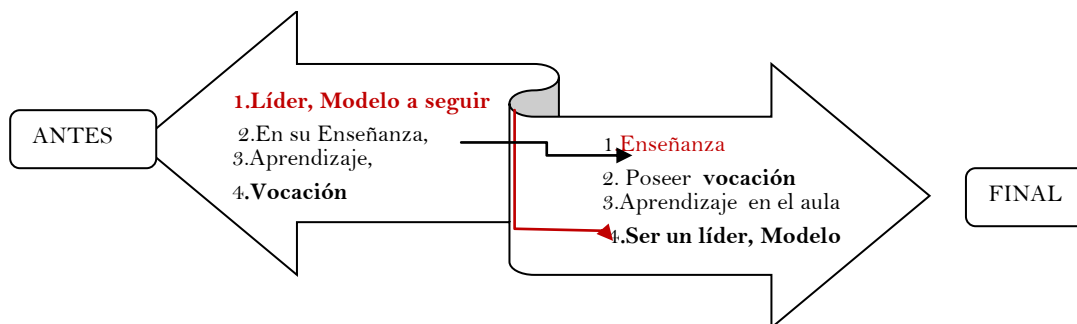 ANTES
1.Líder, Modelo a seguir
2.En su Enseñanza,
3.Aprendizaje,
4.Vocación
1.Enseñanza
2. Poseer vocación
3.Aprendizaje en el aula
4.Ser un líder, Modelo
FINAL